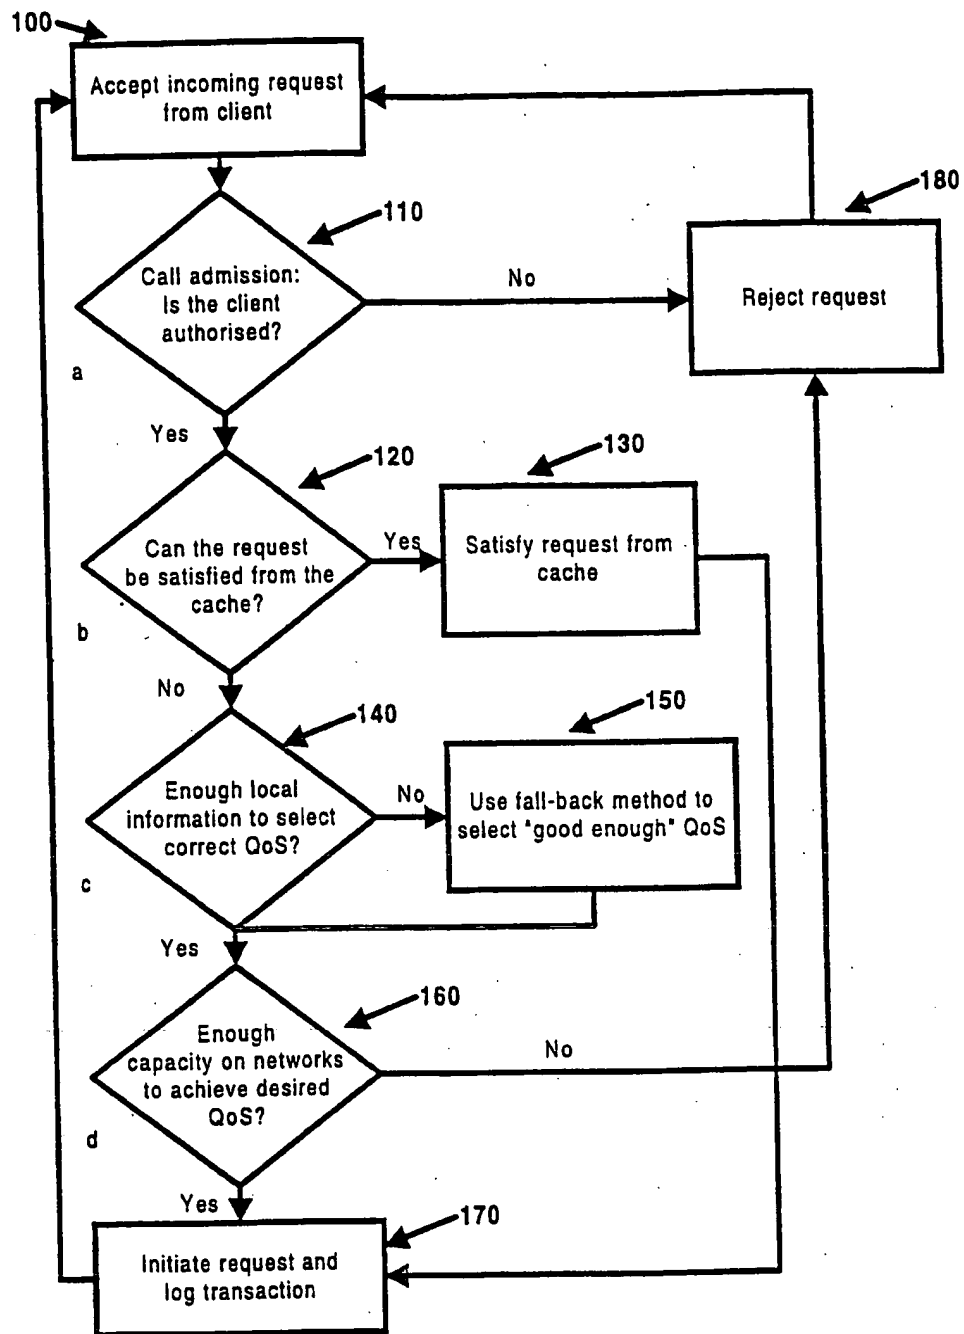 100
Accept incoming request
from client
110
180
Call admission:
Is the client
authorised?
No
Reject request
a
Yes
120
130
Can the request
be satisfied from the
cache?
Yes
Satisfy request from
cache
b
No
140
150
Enough local
information to select
correct QoS?
No
Use fall-back method to
select "good enough" QoS
c
Yes
160
Enough
capacity on networks
to achieve desired
QoS?
No
d
Yes
170
Initiate request and
log transaction